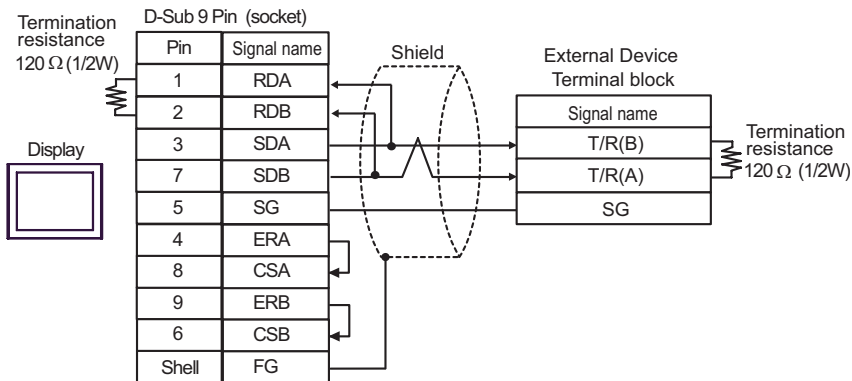 D-Sub 9 Pin (socket)
Termination
resistance
120 Ω (1/2W)
Pin Signal name
1 RDA
2 RDB
3 SDA
7 SDB
5 SG
4 ERA
8 CSA
9 ERB
6 CSB
Shell FG
Display
Shield
External Device
Terminal block
Signal name
T/R(B)
T/R(A)
SG
Termination
resistance
120 Ω (1/2W)